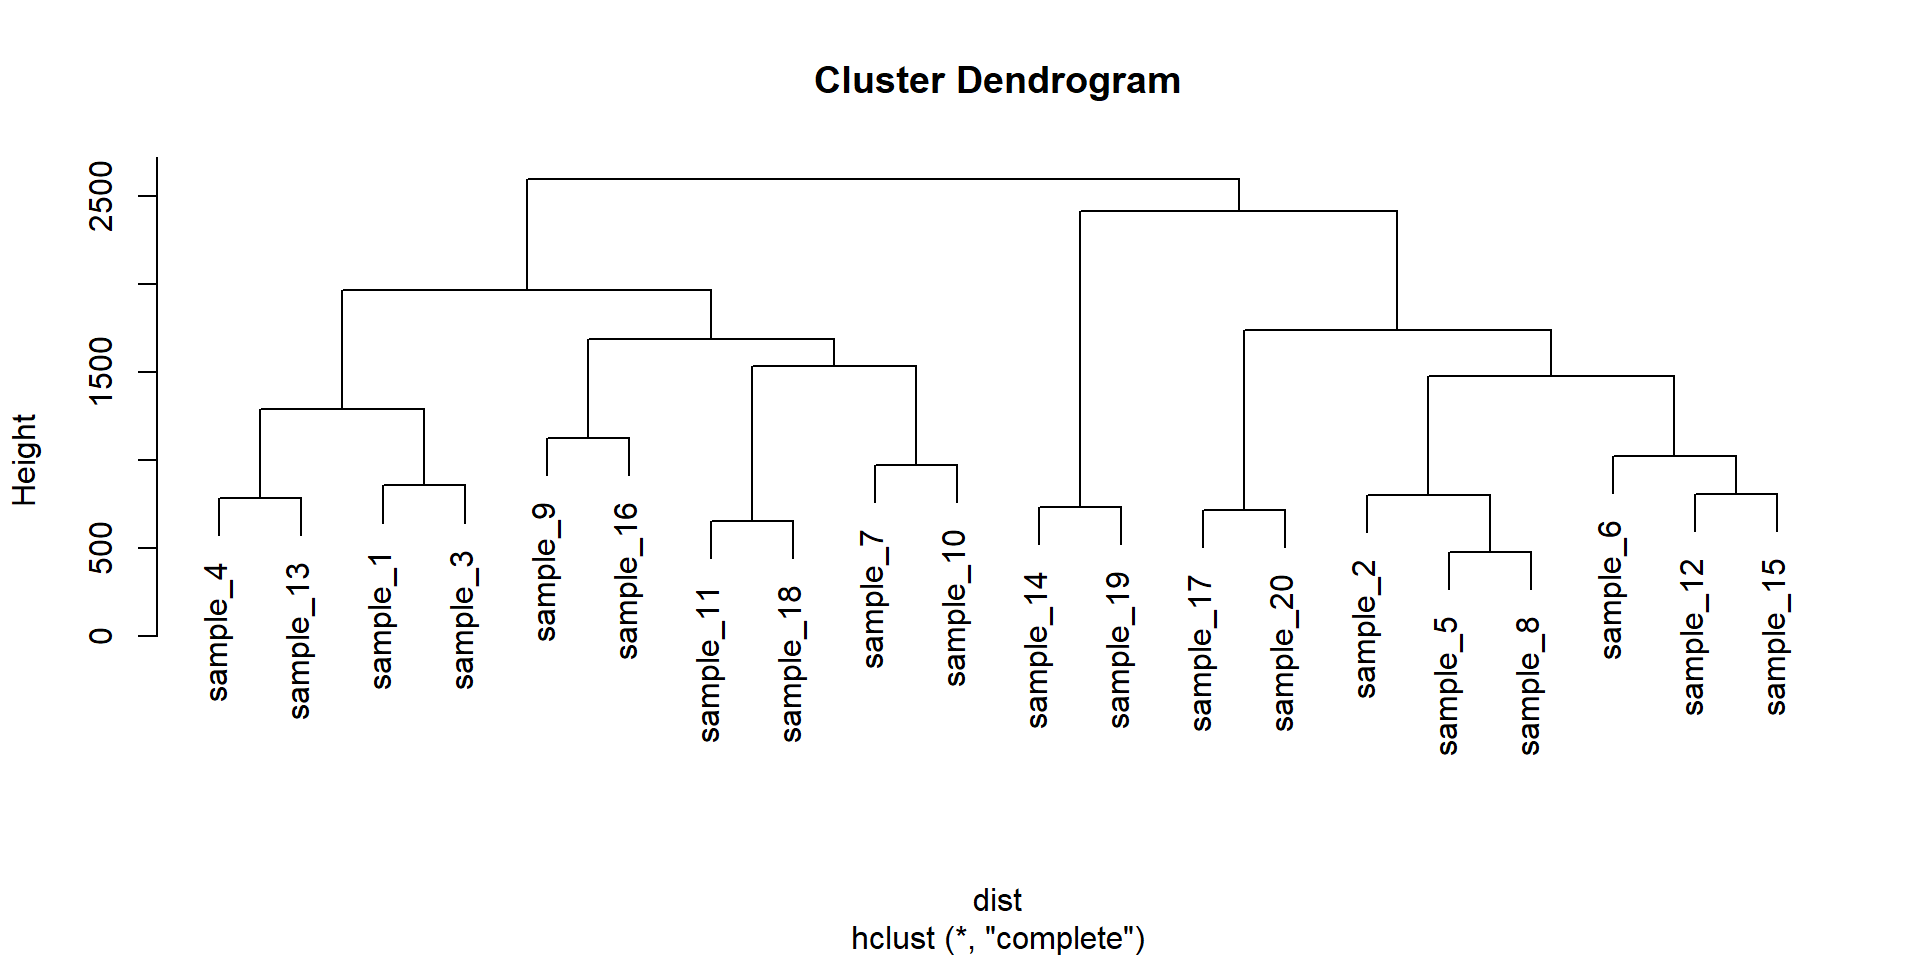 Cluster Dendrogram
Height
2500
1500
500
0
sample_4
sample_13
sample_1
sample_3
sample_9
sample_16
sample_11
sample_18
sample_7
sample_10
sample_14
sample_19
sample_17
sample_20
sample_2
sample_5
sample_8
sample_6
sample_12
sample_15
dist
hclust (*, "complete")